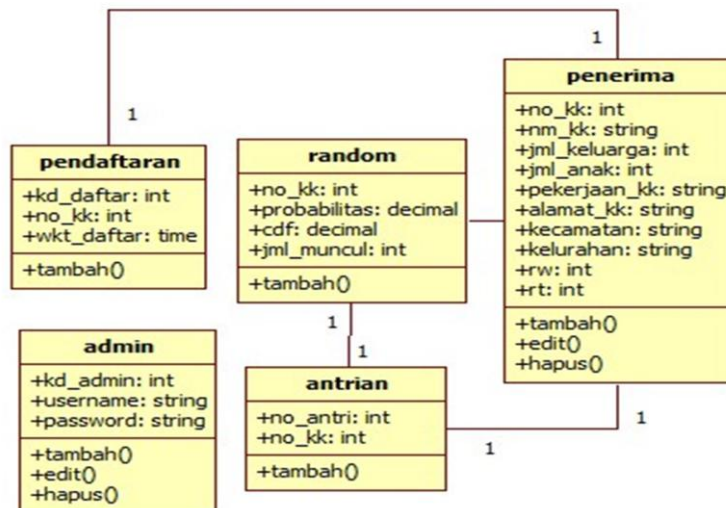 1
1
pendaftaran
+kd_daftar: int
+no_kk: int
+wkt_daftar: time
+tambah()
random
+no_kk: int
+probabilitas: decimal
+cdf: decimal
+jml_muncul: int
+tambah()
penerima
+no_kk: int
+nm_kk: string
+jml_keluarga: int
+jml_anak: int
+pekerjaan_kk: string
+alamat_kk: string
+kecamatan: string
+kelurahan: string
+rw: int
+rt: int
+tambah()
+edit()
+hapus()
admin
+kd_admin: int
+username: string
+password: string
+tambah()
+edit()
+hapus()
1
1
antrian
+no_antri: int
+no_kk: int
+tambah()
1
1